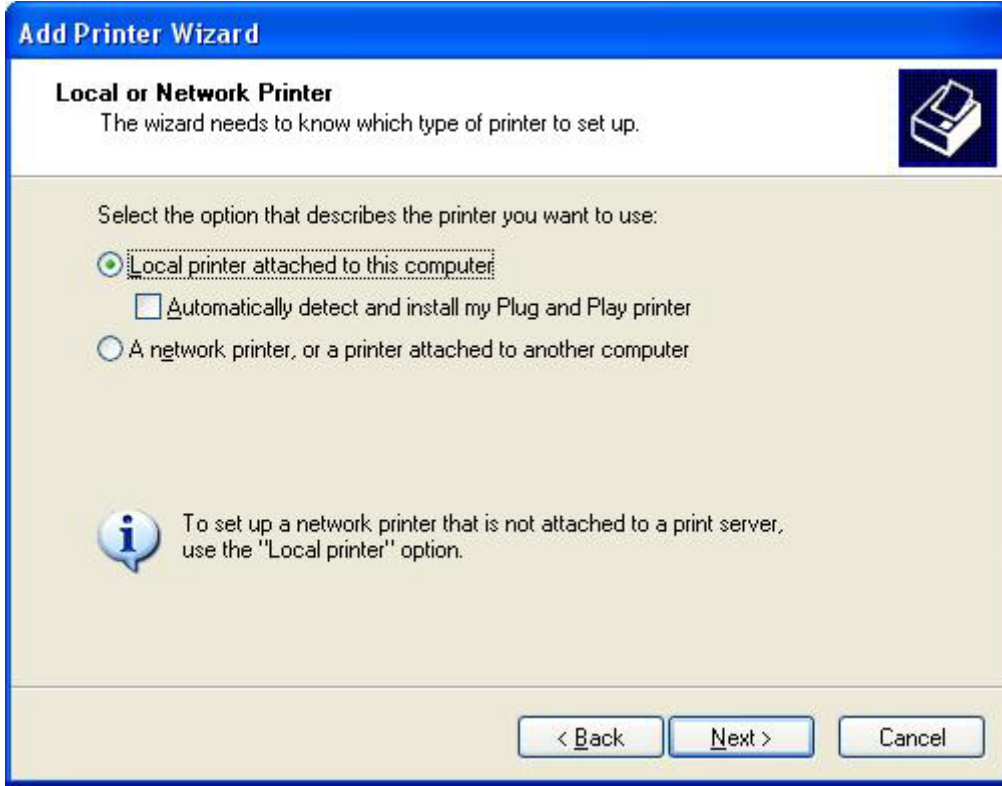 Add Printer Wizard
Local or Network Printer
The wizard needs to know which type of printer to set up.
Select the option that describes the printer you want to use:
Local printer attached to this computer
Automatically detect and install my Plug and Play printer
A network printer, or a printer attached to another computer
To set up a network printer that is not attached to a print server,
use the "Local printer" option.
< Back
Next >
Cancel